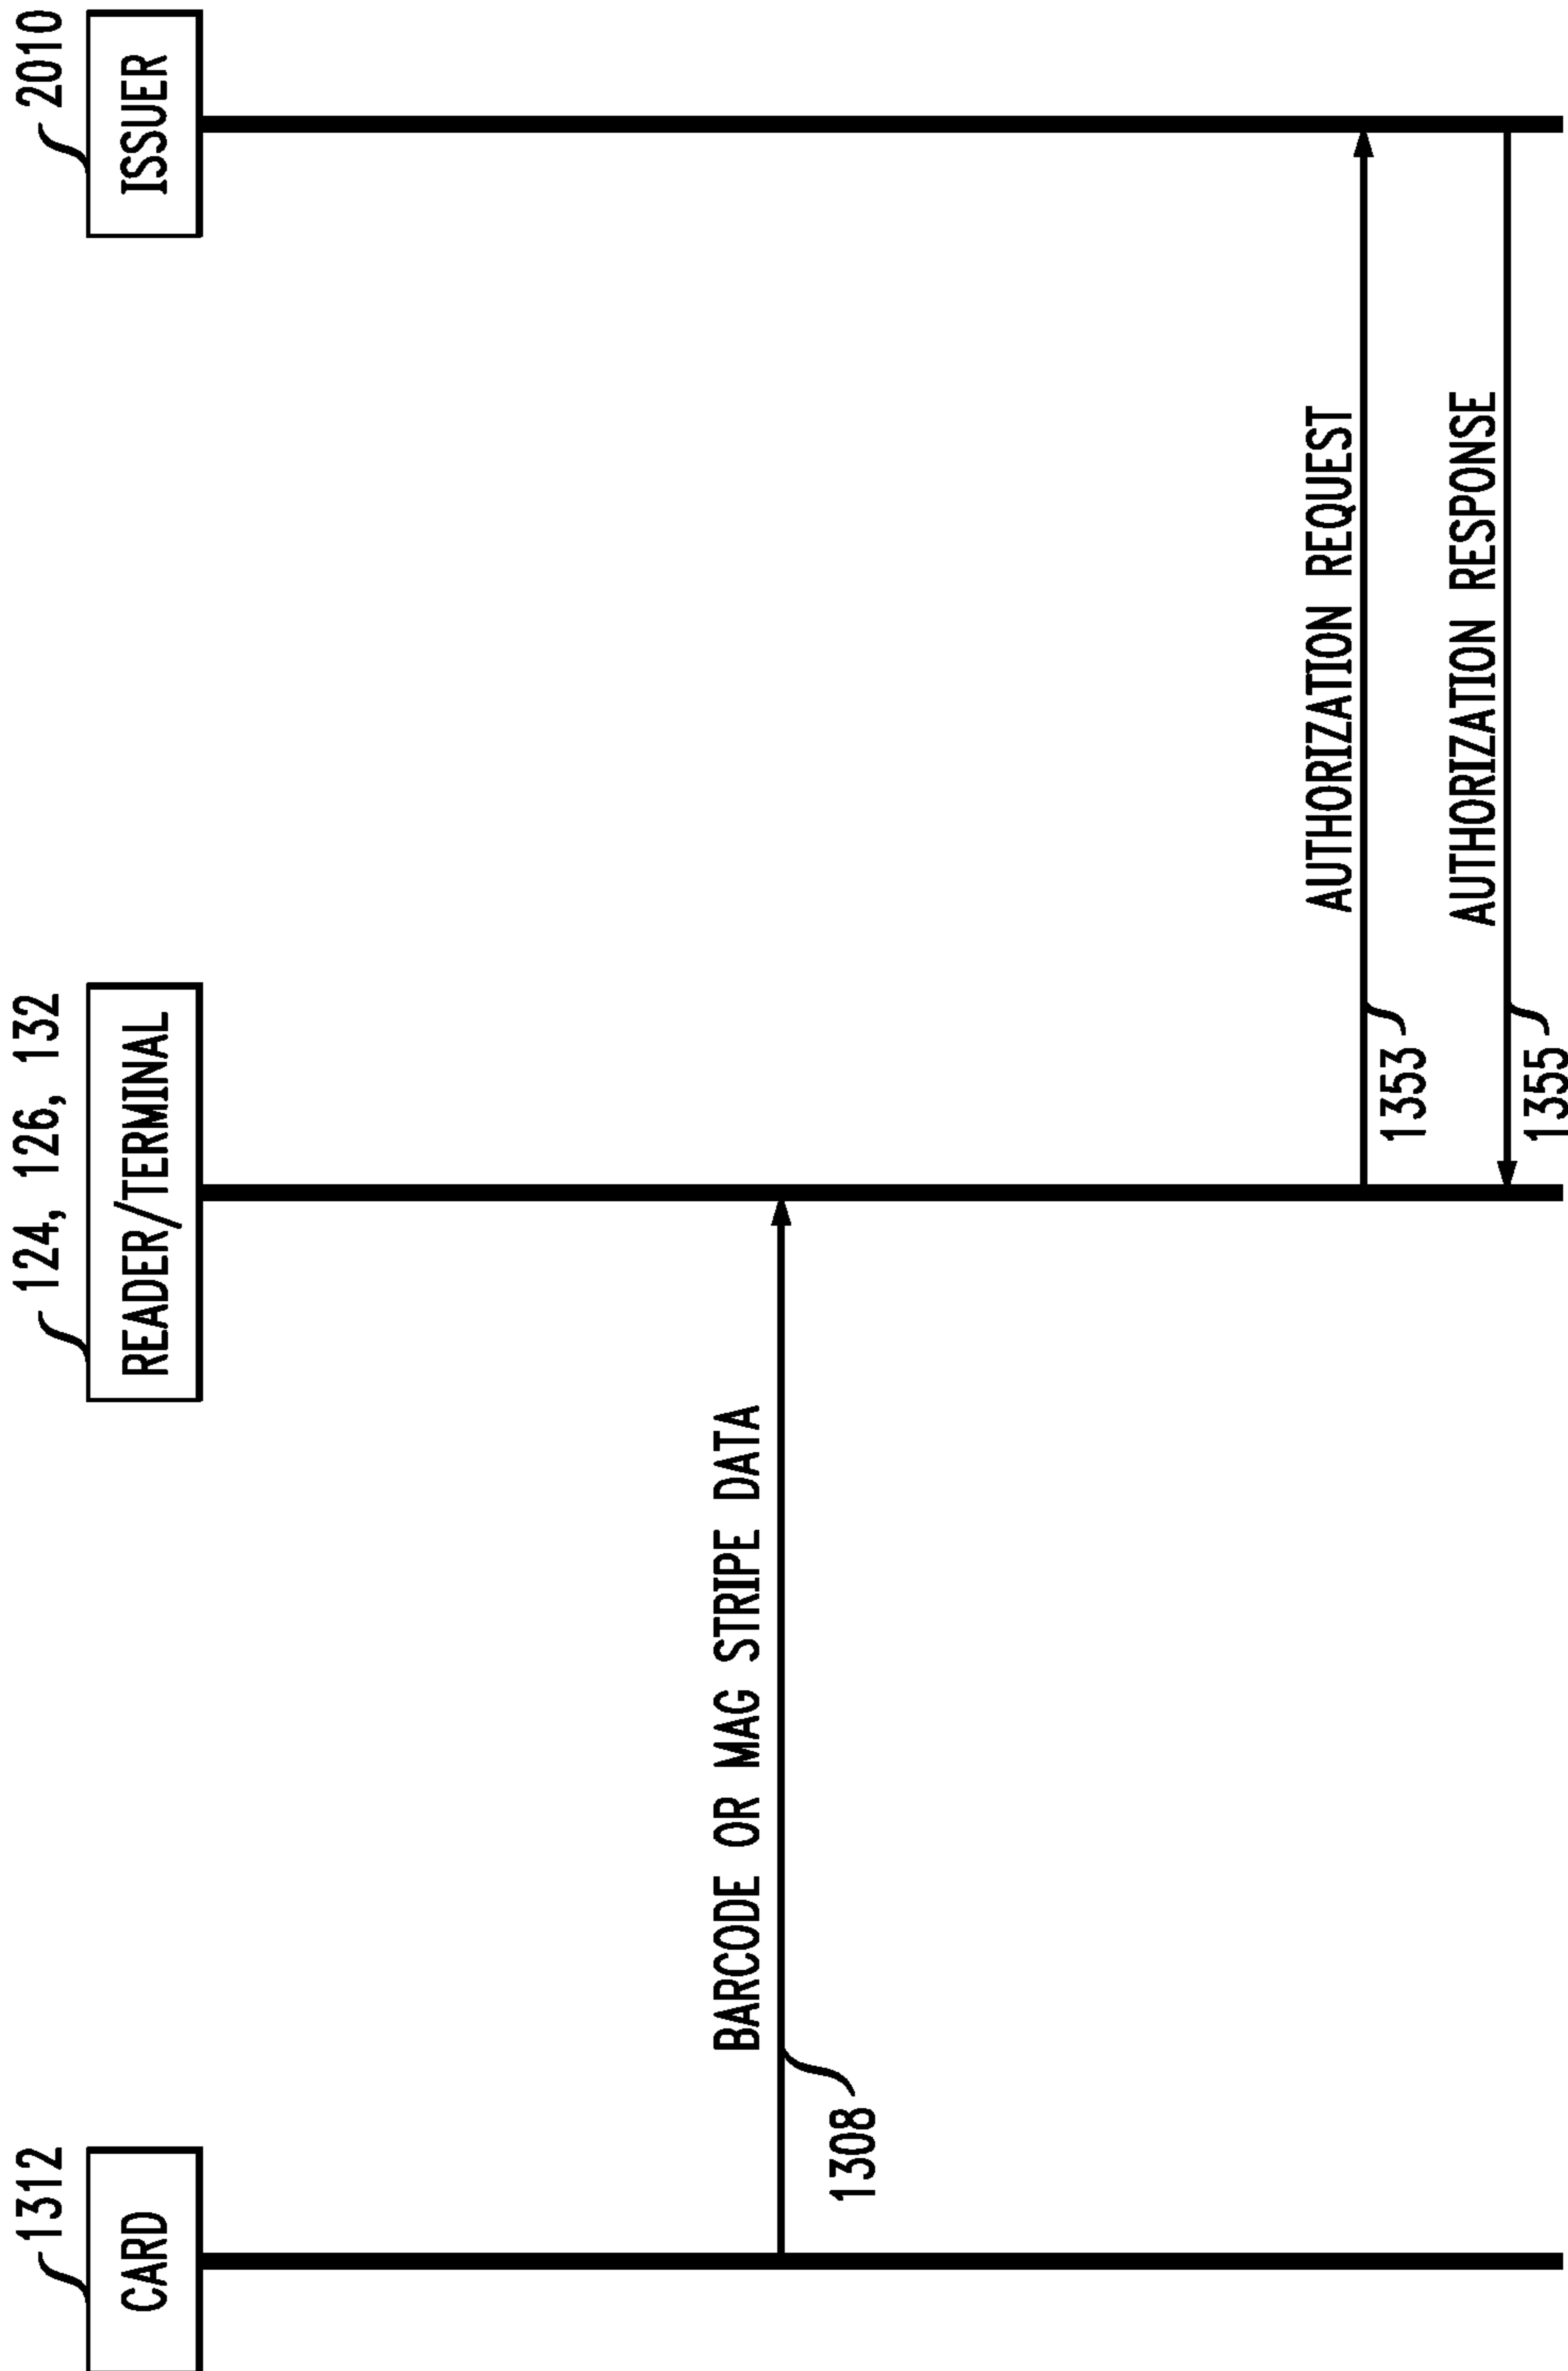 1312
124, 126, 132
2010
CARD
READER/TERMINAL
ISSUER
BARCODE OR MAG STRIPE DATA
1308
AUTHORIZATION REQUEST
1353
AUTHORIZATION RESPONSE
1355